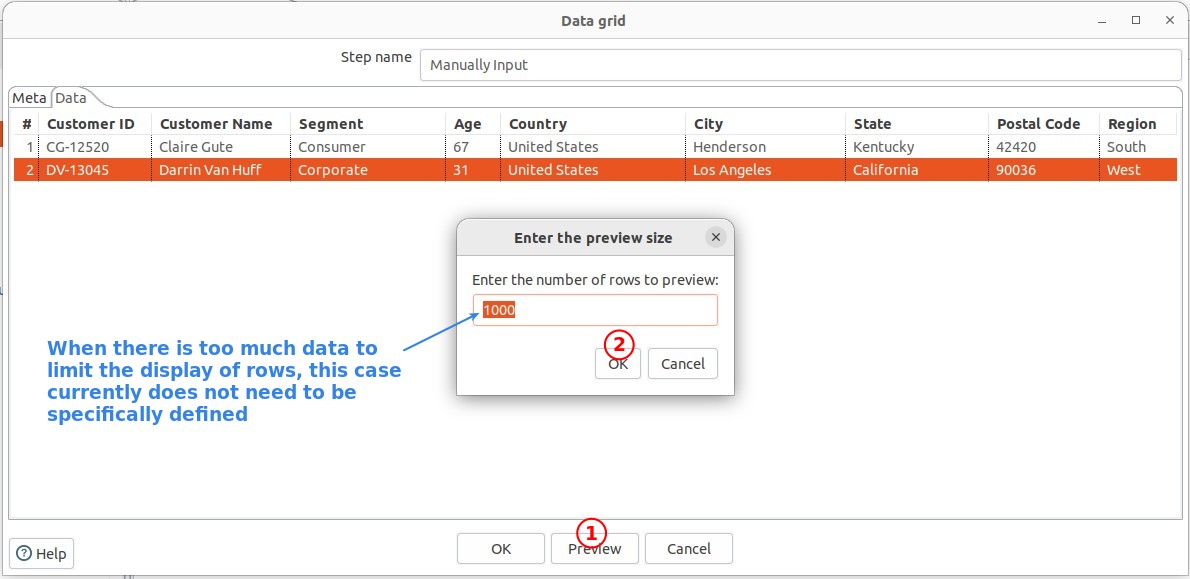 Data grid
Step name Manually Input
Meta Data
# Customer ID Customer Name Segment Age Country City State Postal Code Region
1 CG-12520 Claire Gute Consumer 67 United States Henderson Kentucky 42420 South
2 DV-13045 Darrin Van Huff Corporate 31 United States Los Angeles California 90036 West
Enter the preview size
Enter the number of rows to preview:
1000
2
OK Cancel
When there is too much data to
limit the display of rows, this case
currently does not need to be
specifically defined
1
Help OK Preview Cancel